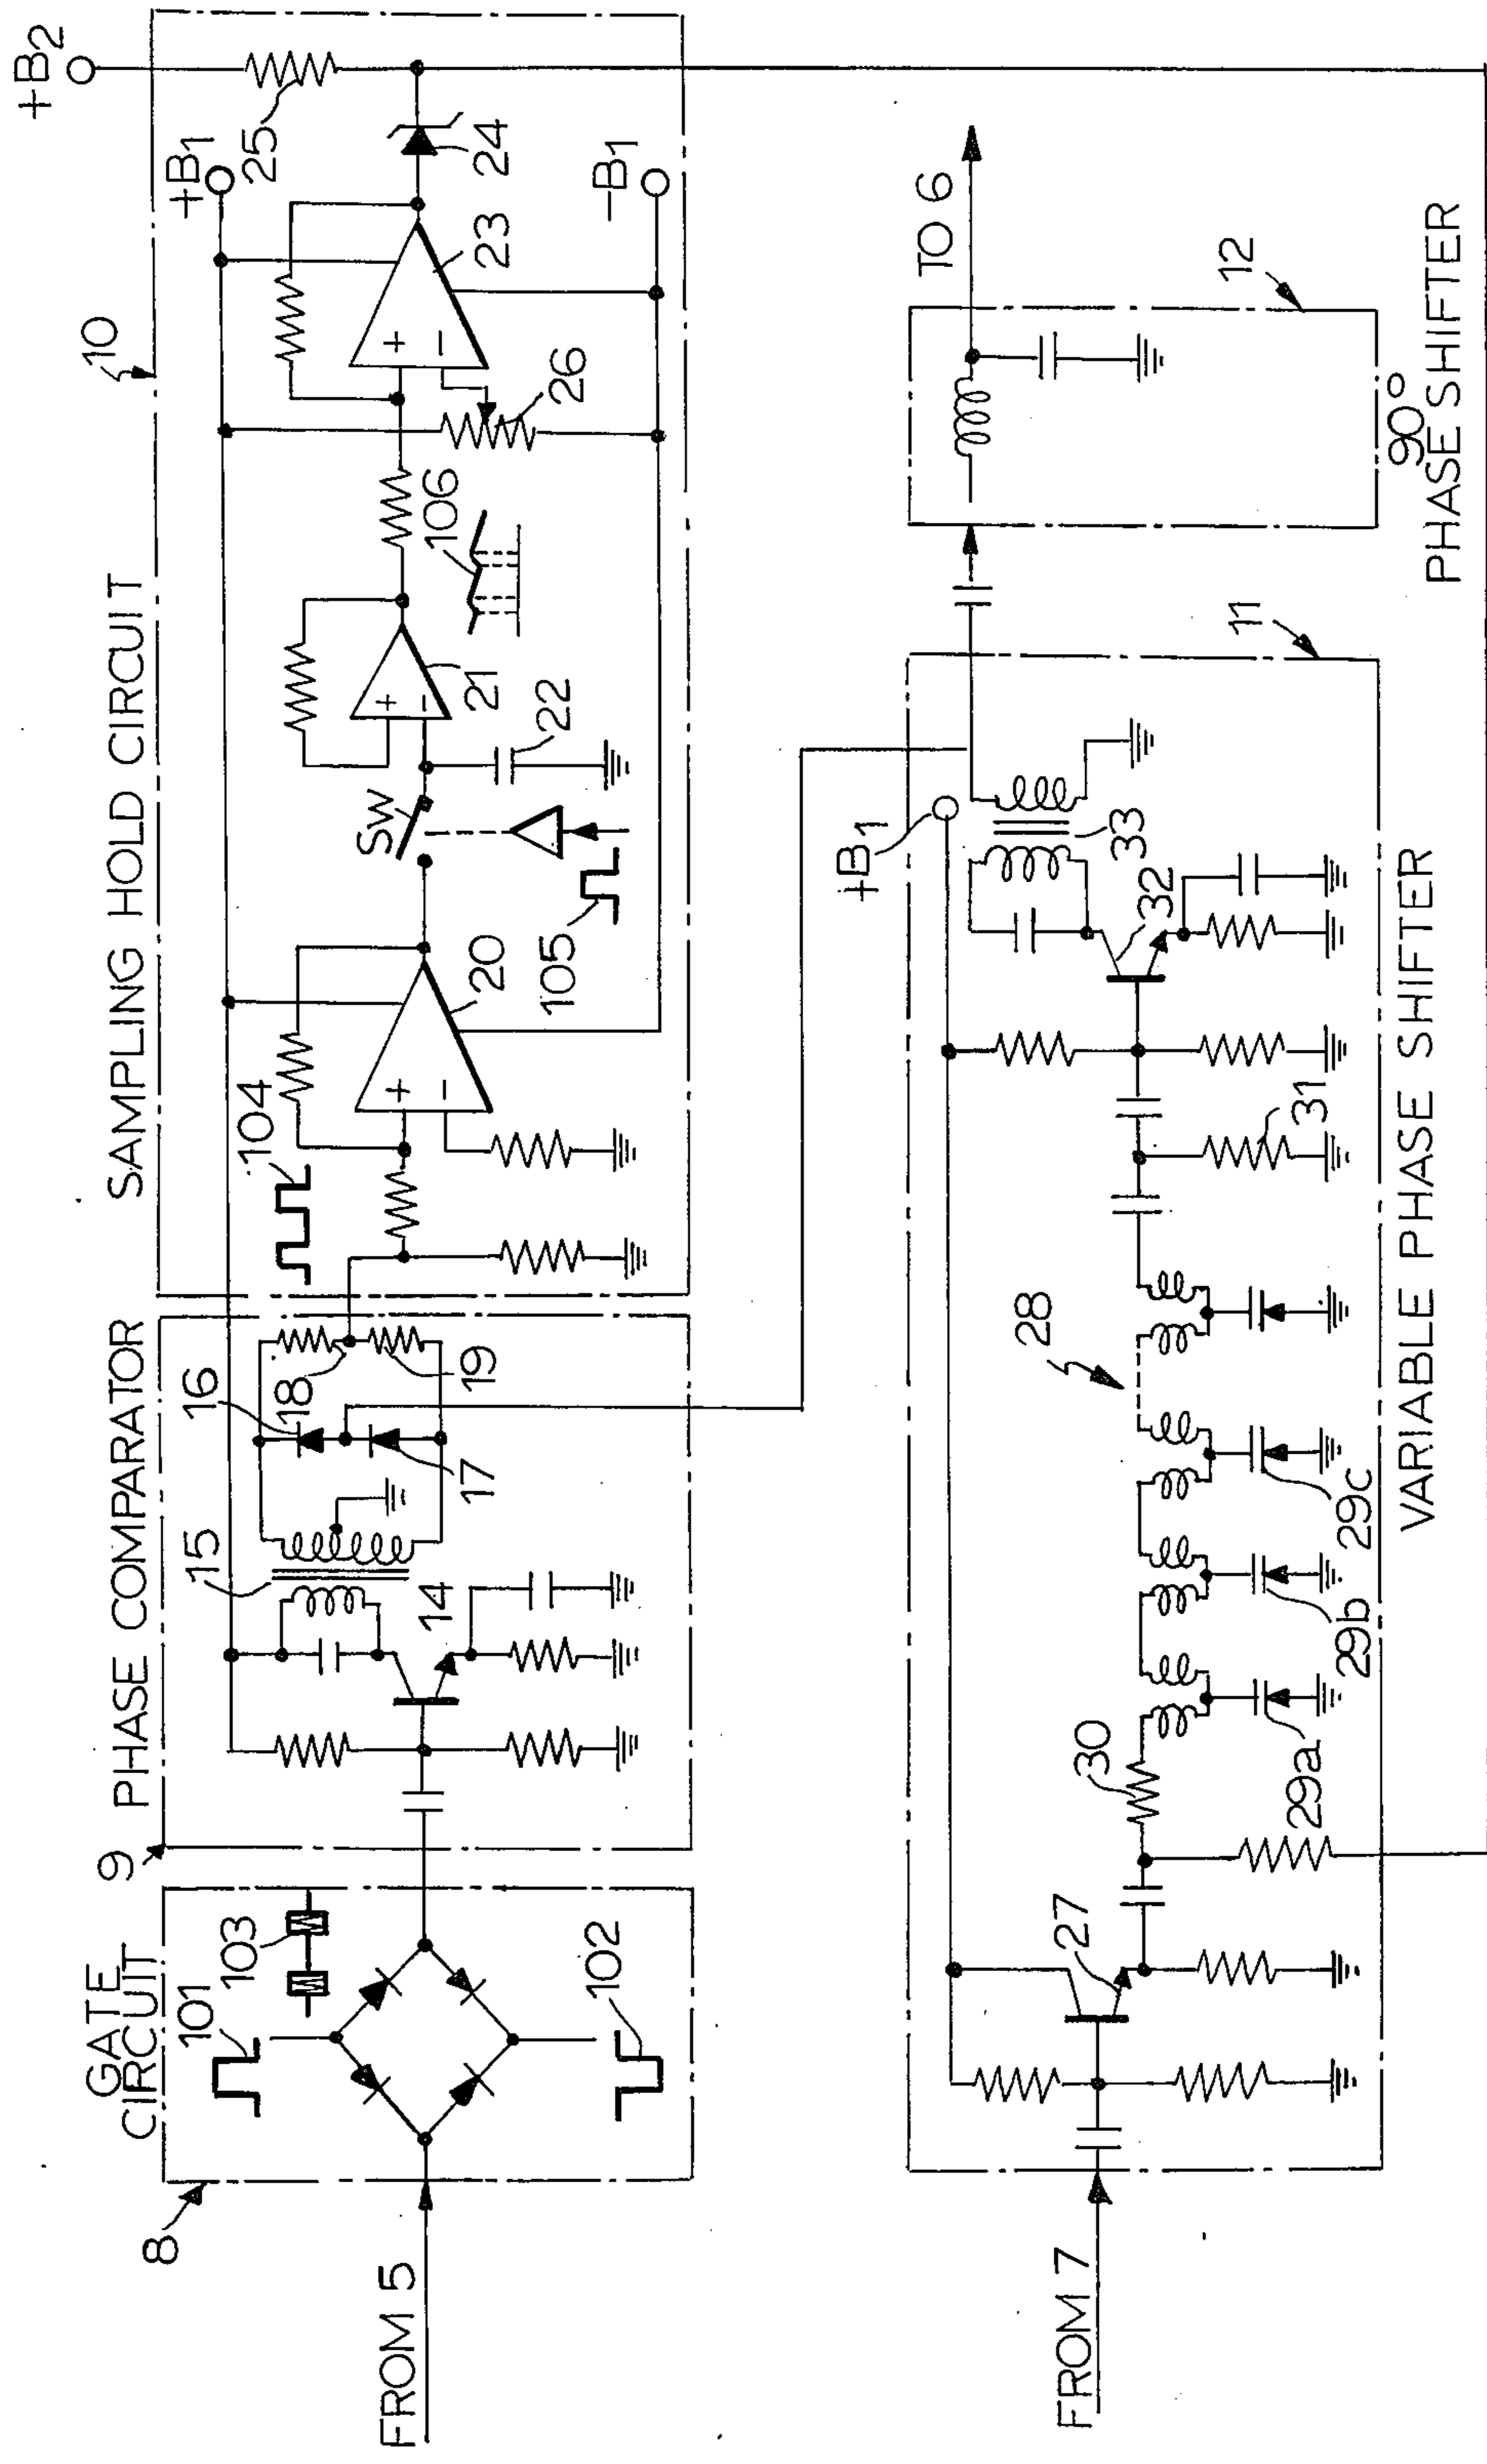 8
GATE
CIRCUIT
101
103
102
FROM 5
9
PHASE COMPARATOR
14
15
16
17
18
19
SAMPLING HOLD CIRCUIT
10
104
+
-
20
105
SW
+
-
21
22
106
+
-
23
24
25
26
+B1
-B1
+B2
FROM 7
27
30
29a
29b
29c
28
31
32
33
+B1
11
VARIABLE PHASE SHIFTER
12
90°
PHASE SHIFTER
TO 6